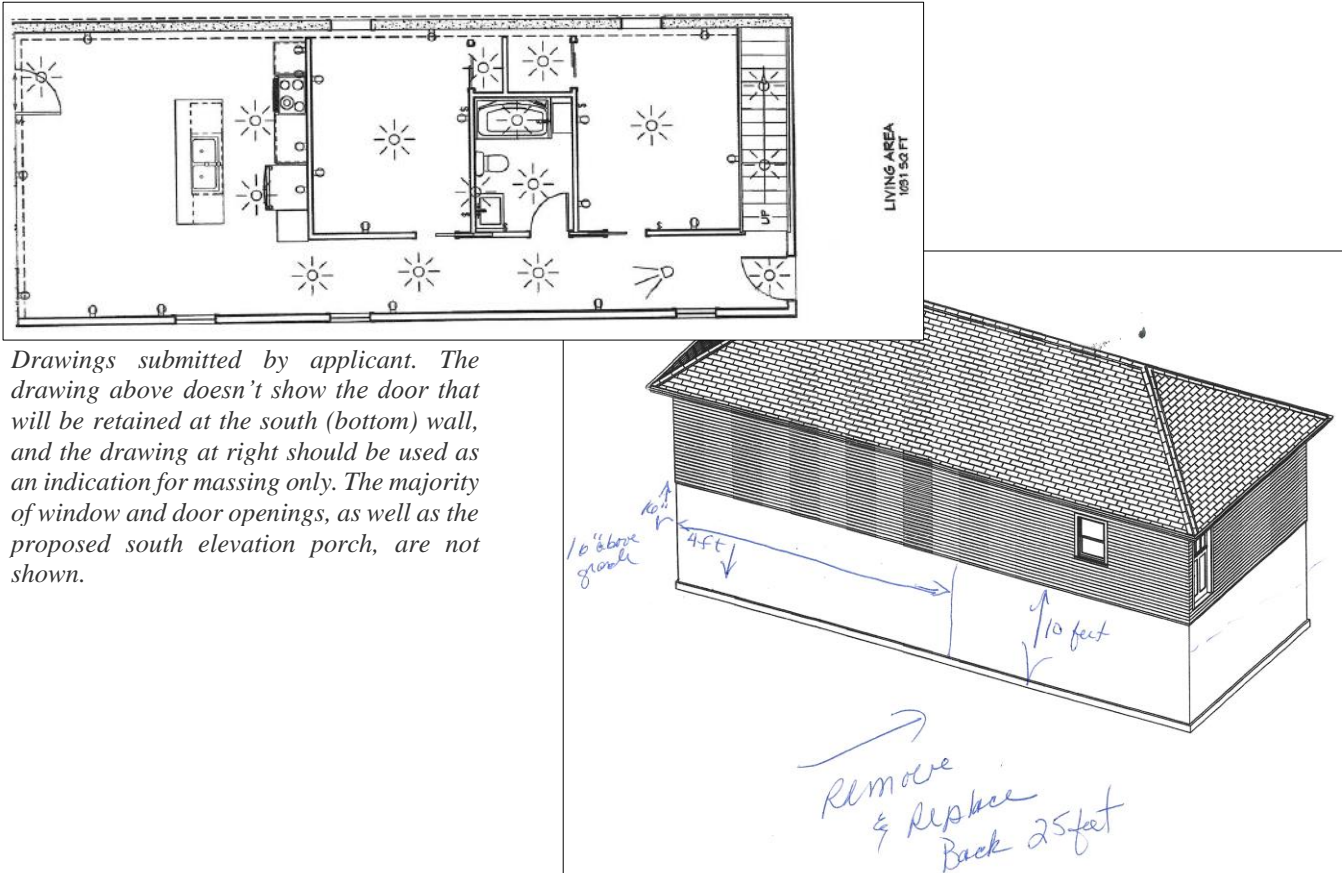 UP
LIVING AREA
1091 SQ FT
Drawings submitted by applicant. The
drawing above doesn’t show the door that
will be retained at the south (bottom) wall,
and the drawing at right should be used as
an indication for massing only. The majority
of window and door openings, as well as the
proposed south elevation porch, are not
shown.
16"
16" above
grade
4ft
10 feet
Remove
& Replace
Back 25 feet